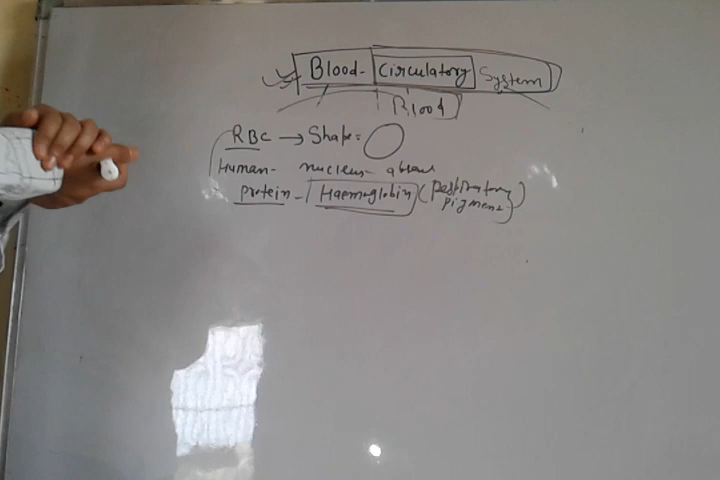 Blood- Circulatory System
Blood
RBC → Shape =
Human- nucleus- absent
protein - Haemoglobin (Respiratory
pigment)